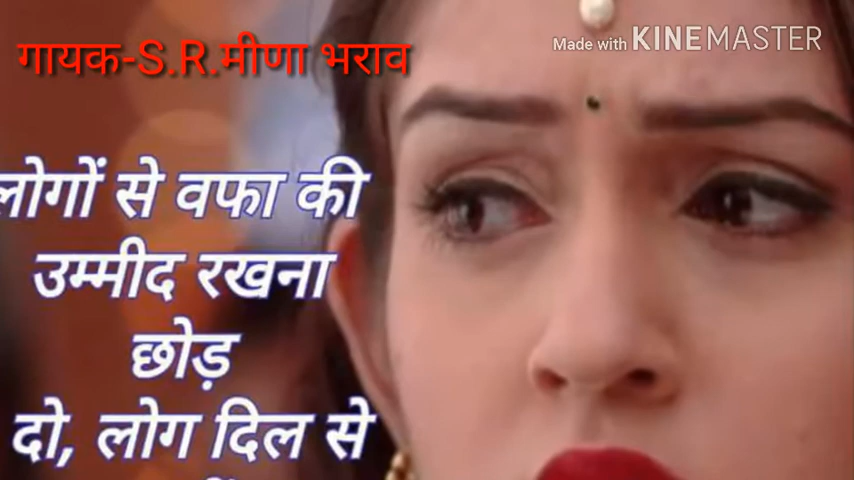 गायक-S.R.मीणा भराव
Made with KINEMASTER
लोगों से वफा की
उम्मीद रखना
छोड़
दो, लोग दिल से